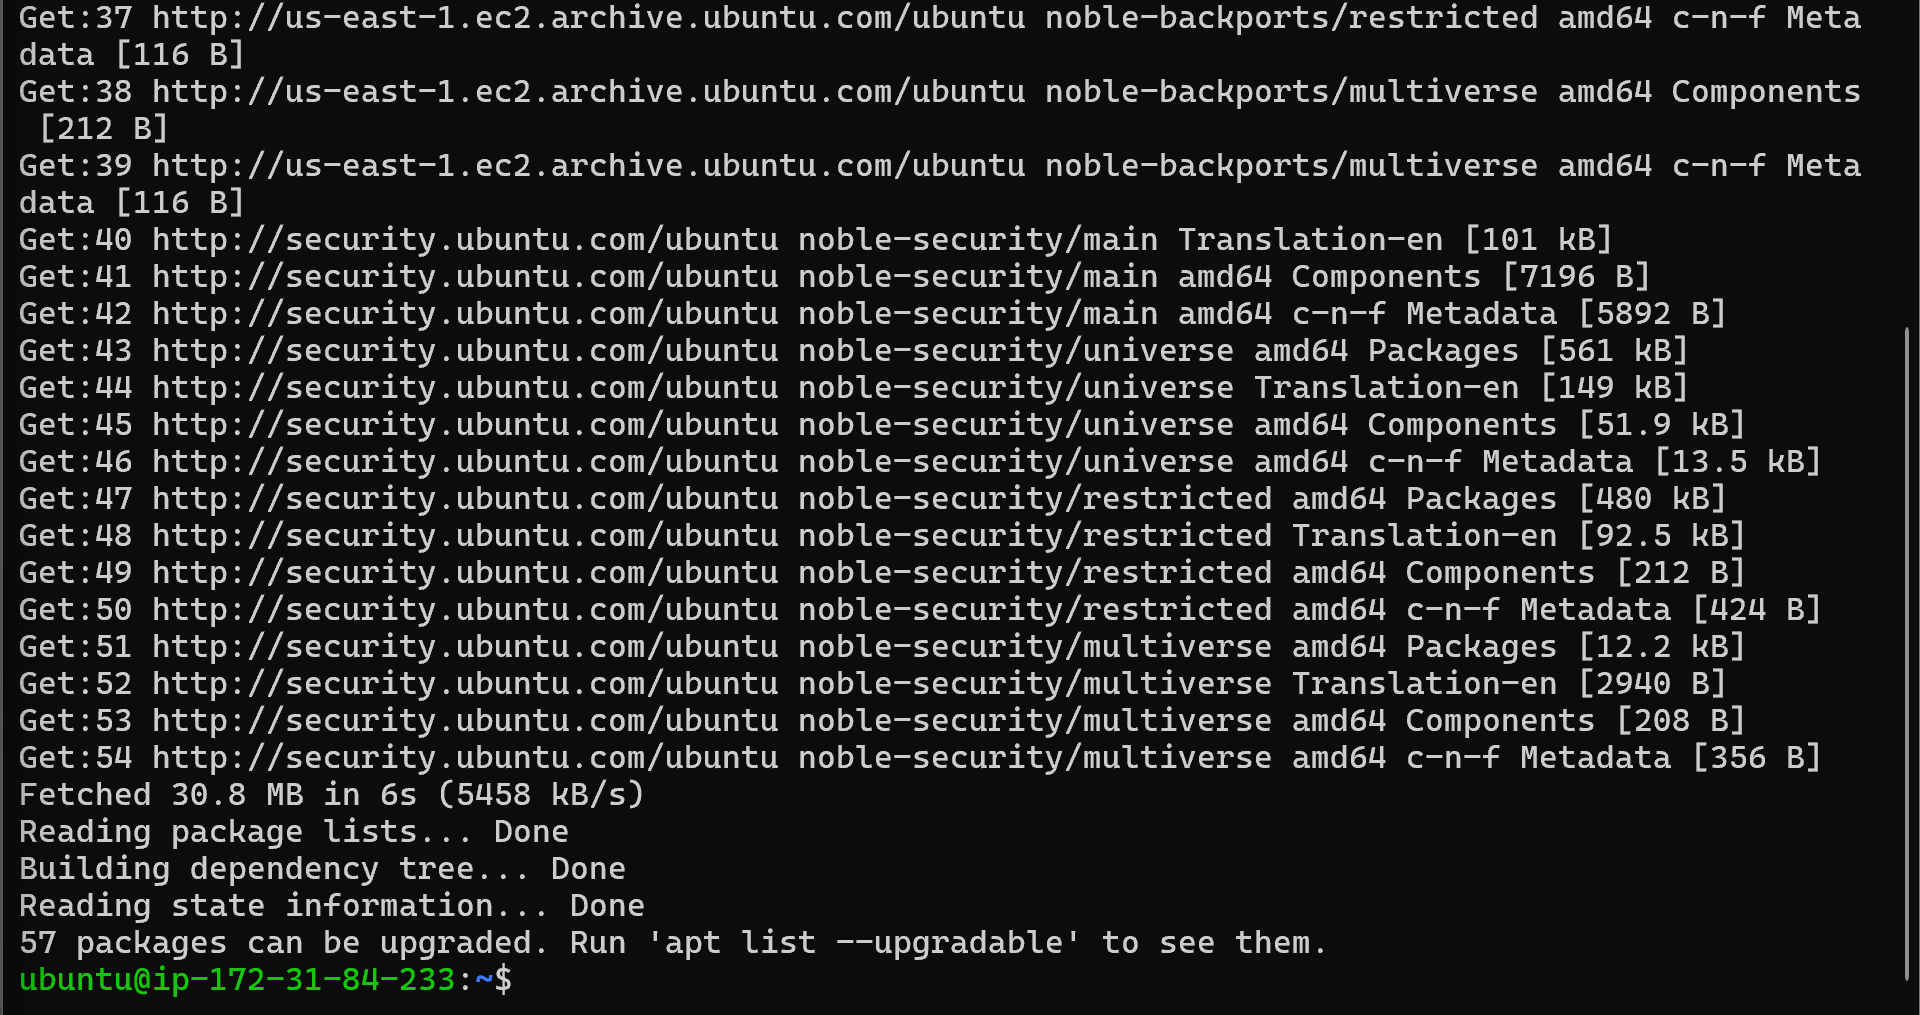 Get:37 http://us-east-1.ec2.archive.ubuntu.com/ubuntu noble-backports/restricted amd64 c-n-f Meta
data [116 B]
Get:38 http://us-east-1.ec2.archive.ubuntu.com/ubuntu noble-backports/multiverse amd64 Components
 [212 B]
Get:39 http://us-east-1.ec2.archive.ubuntu.com/ubuntu noble-backports/multiverse amd64 c-n-f Meta
data [116 B]
Get:40 http://security.ubuntu.com/ubuntu noble-security/main Translation-en [101 kB]
Get:41 http://security.ubuntu.com/ubuntu noble-security/main amd64 Components [7196 B]
Get:42 http://security.ubuntu.com/ubuntu noble-security/main amd64 c-n-f Metadata [5892 B]
Get:43 http://security.ubuntu.com/ubuntu noble-security/universe amd64 Packages [561 kB]
Get:44 http://security.ubuntu.com/ubuntu noble-security/universe Translation-en [149 kB]
Get:45 http://security.ubuntu.com/ubuntu noble-security/universe amd64 Components [51.9 kB]
Get:46 http://security.ubuntu.com/ubuntu noble-security/universe amd64 c-n-f Metadata [13.5 kB]
Get:47 http://security.ubuntu.com/ubuntu noble-security/restricted amd64 Packages [480 kB]
Get:48 http://security.ubuntu.com/ubuntu noble-security/restricted Translation-en [92.5 kB]
Get:49 http://security.ubuntu.com/ubuntu noble-security/restricted amd64 Components [212 B]
Get:50 http://security.ubuntu.com/ubuntu noble-security/restricted amd64 c-n-f Metadata [424 B]
Get:51 http://security.ubuntu.com/ubuntu noble-security/multiverse amd64 Packages [12.2 kB]
Get:52 http://security.ubuntu.com/ubuntu noble-security/multiverse Translation-en [2940 B]
Get:53 http://security.ubuntu.com/ubuntu noble-security/multiverse amd64 Components [208 B]
Get:54 http://security.ubuntu.com/ubuntu noble-security/multiverse amd64 c-n-f Metadata [356 B]
Fetched 30.8 MB in 6s (5458 kB/s)
Reading package lists... Done
Building dependency tree... Done
Reading state information... Done
57 packages can be upgraded. Run 'apt list --upgradable' to see them.
ubuntu@ip-172-31-84-233:~$